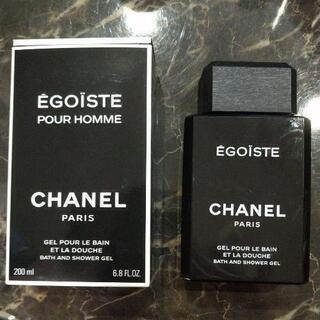 ÉGOÏSTE
POUR HOMME
CHANEL
PARIS
GEL POUR LE BAIN
ET LA DOUCHE
BATH AND SHOWER GEL
200 ml 6.8 FL.OZ.
ÉGOÏSTE
CHANEL
PARIS
GEL POUR LE BAIN
ET LA DOUCHE
BATH AND SHOWER GEL